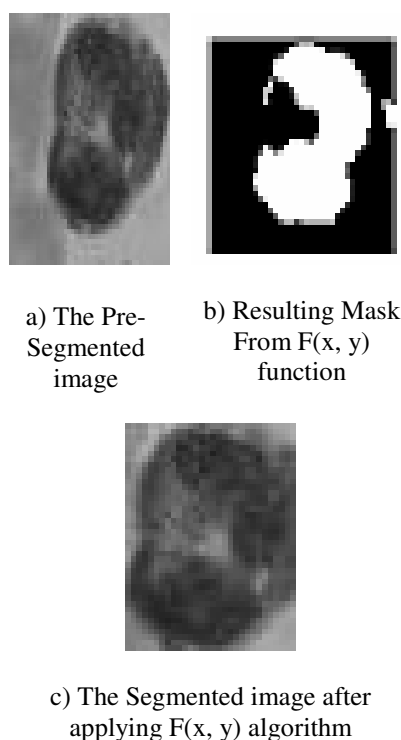 a) The Pre-
Segmented
image
b) Resulting Mask
From F(x, y)
function
c) The Segmented image after
applying F(x, y) algorithm